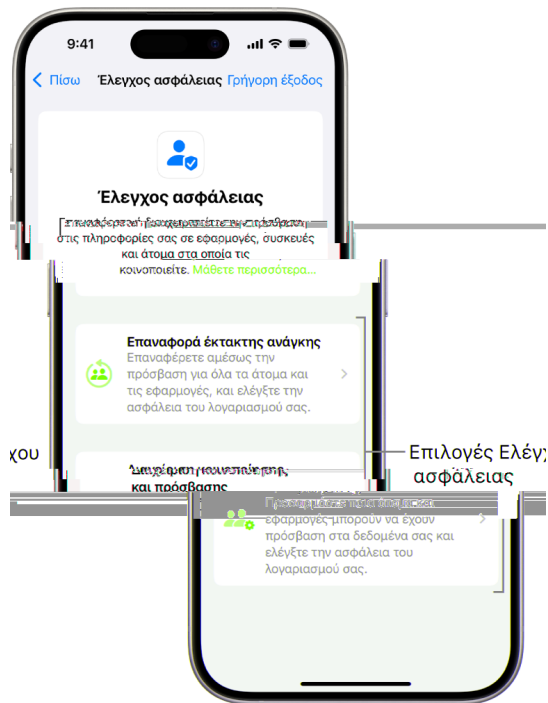 9:41
Πίσω Έλεγχος ασφάλειας Γρήγορη έξοδος
Έλεγχος ασφάλειας
στις πληροφορίες σας σε εφαρμογές, συσκευές
και άτομα στα οποία τις
κοινοποιείτε. Μάθετε περισσότερα...
Επαναφορά έκτακτης ανάγκης
Επαναφέρετε αμέσως την
πρόσβαση για όλα τα άτομα και
τις εφαρμογές, και ελέγξτε την
ασφάλεια του λογαριασμού σας.
χου
Επιλογές Ελέγχ
ασφάλειας
Διαχείριση κοινοποίησης
και πρόσβασης
εφαρμογές μπορούν να έχουν
πρόσβαση στα δεδομένα σας και
ελέγξτε την ασφάλεια του
λογαριασμού σας.